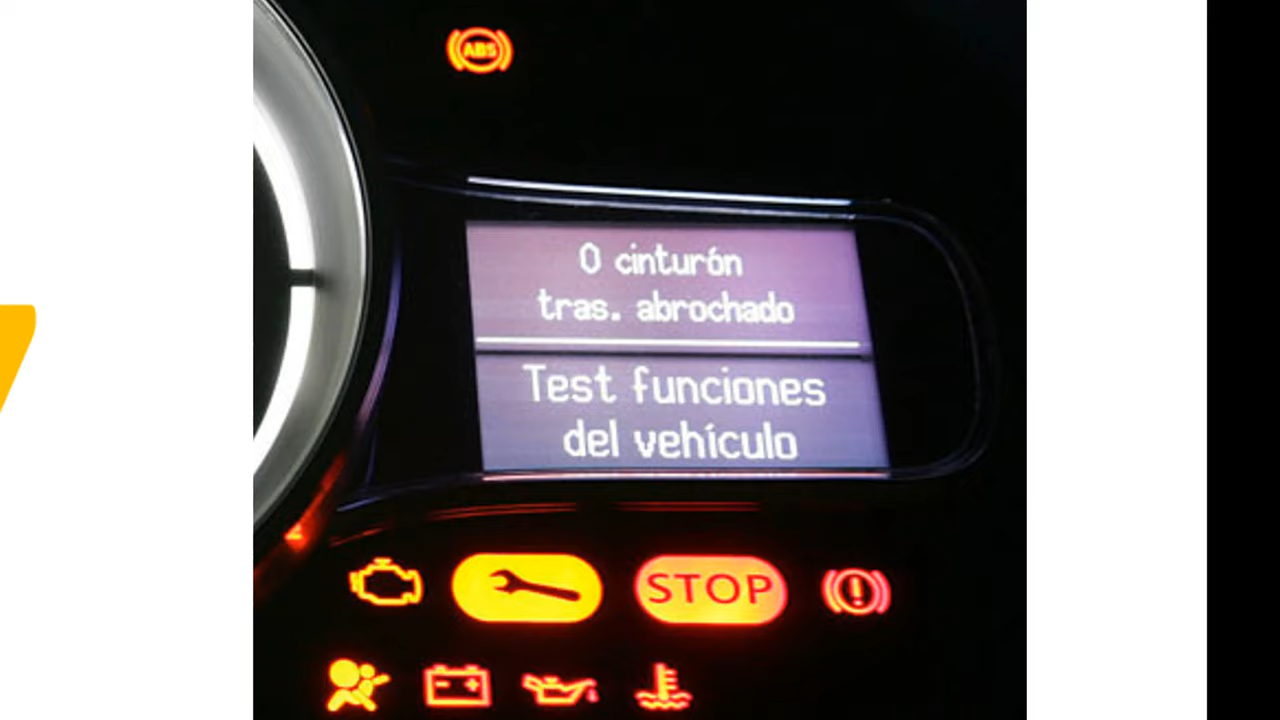 ABS
0 cinturón
tras. abrochado
Test funciones
del vehículo
STOP